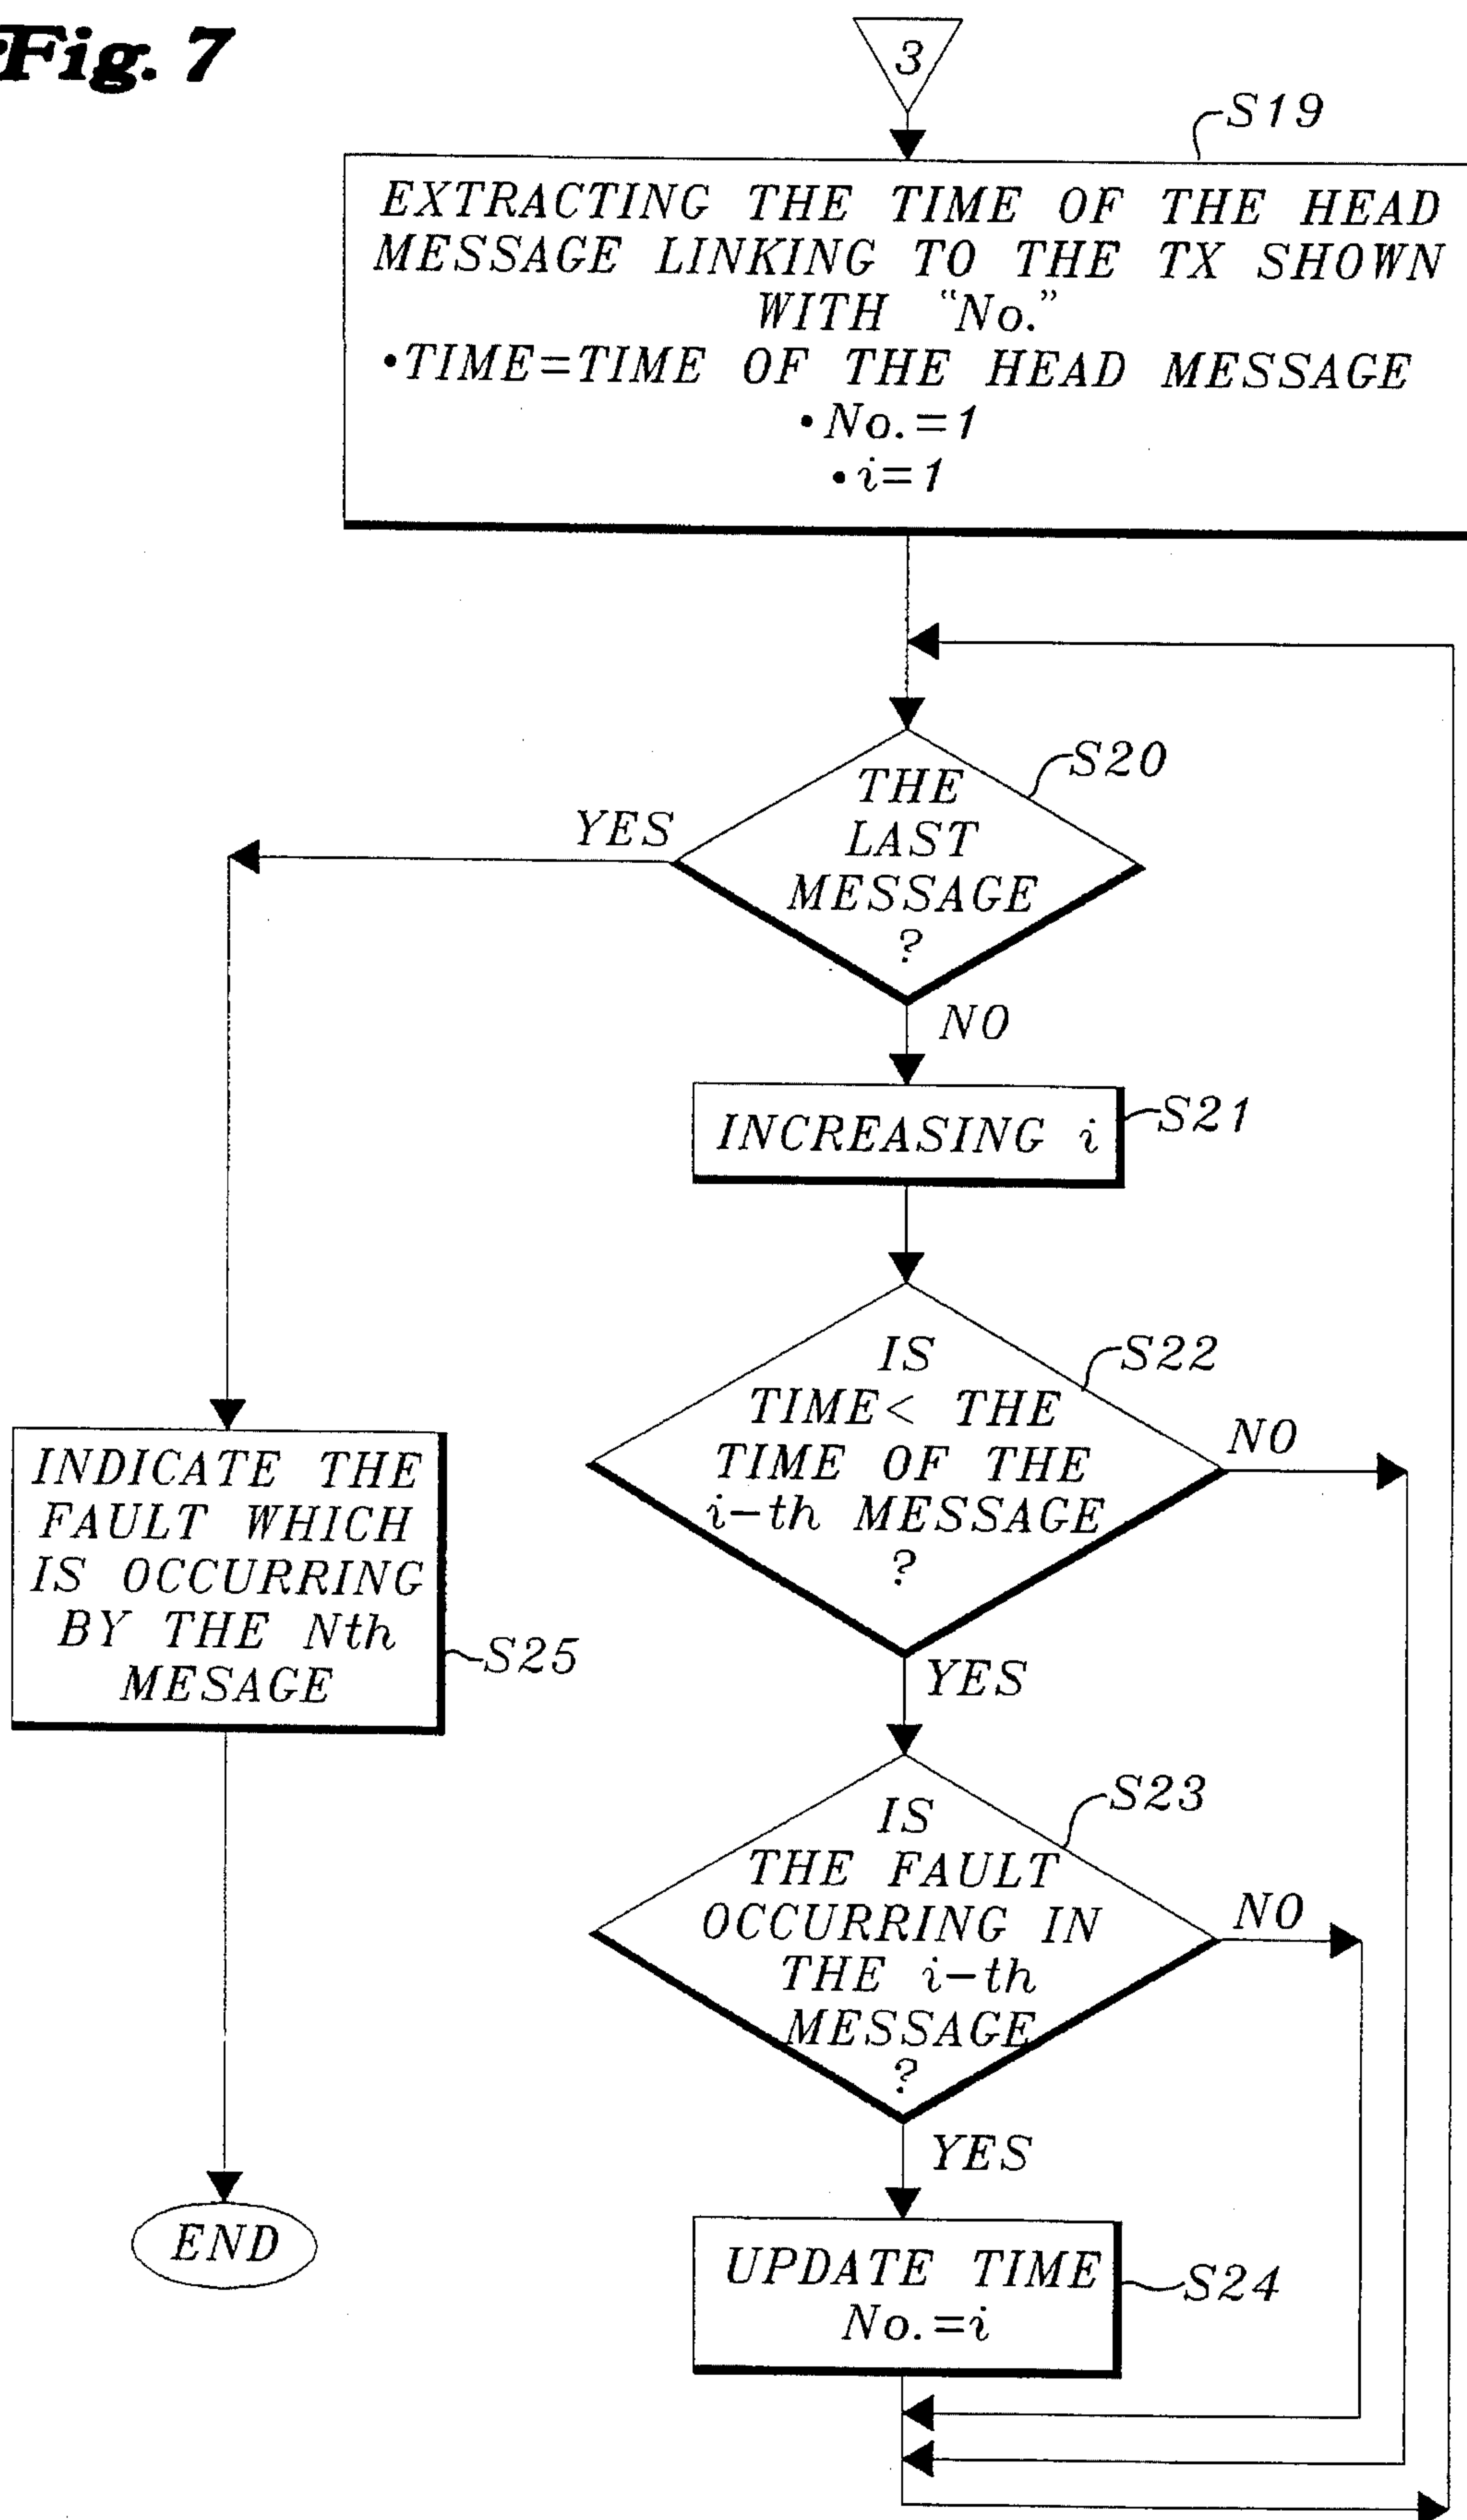 Fig. 7
3
S19
EXTRACTING THE TIME OF THE HEAD
MESSAGE LINKING TO THE TX SHOWN
WITH "No."
•TIME=TIME OF THE HEAD MESSAGE
•No.=1
•i=1
S20
THE
LAST
MESSAGE
?
YES
NO
INCREASING i
S21
IS
TIME< THE
TIME OF THE
i-th MESSAGE
?
S22
NO
YES
INDICATE THE
FAULT WHICH
IS OCCURRING
BY THE Nth
MESAGE
S25
IS
THE FAULT
OCCURRING IN
THE i-th
MESSAGE
?
S23
NO
YES
END
UPDATE TIME
No.=i
S24